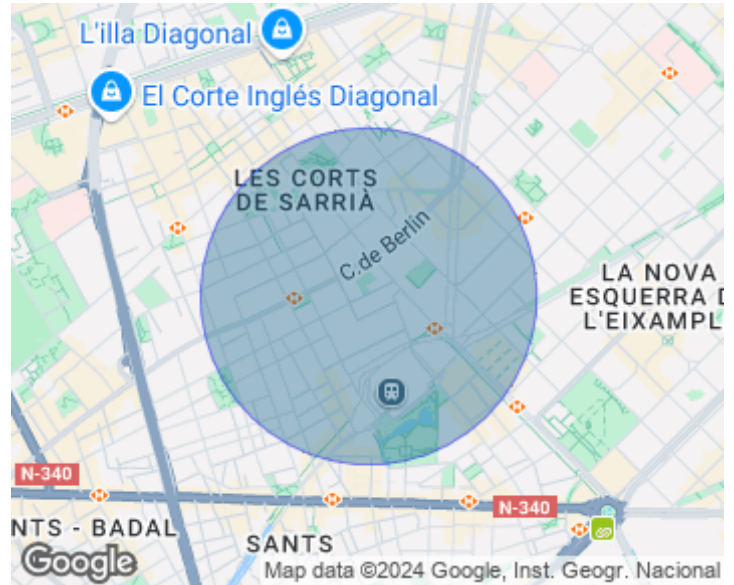 L'illa Diagonal
El Corte Inglés Diagonal
LES CORTS
DE SARRIÀ
C. de Berlin
LA NOVA
ESQUERRA D
L'EIXAMPL
N-340
N-340
NTS - BADAL
SANTS
Google
Map data ©2024 Google, Inst. Geogr. Nacional